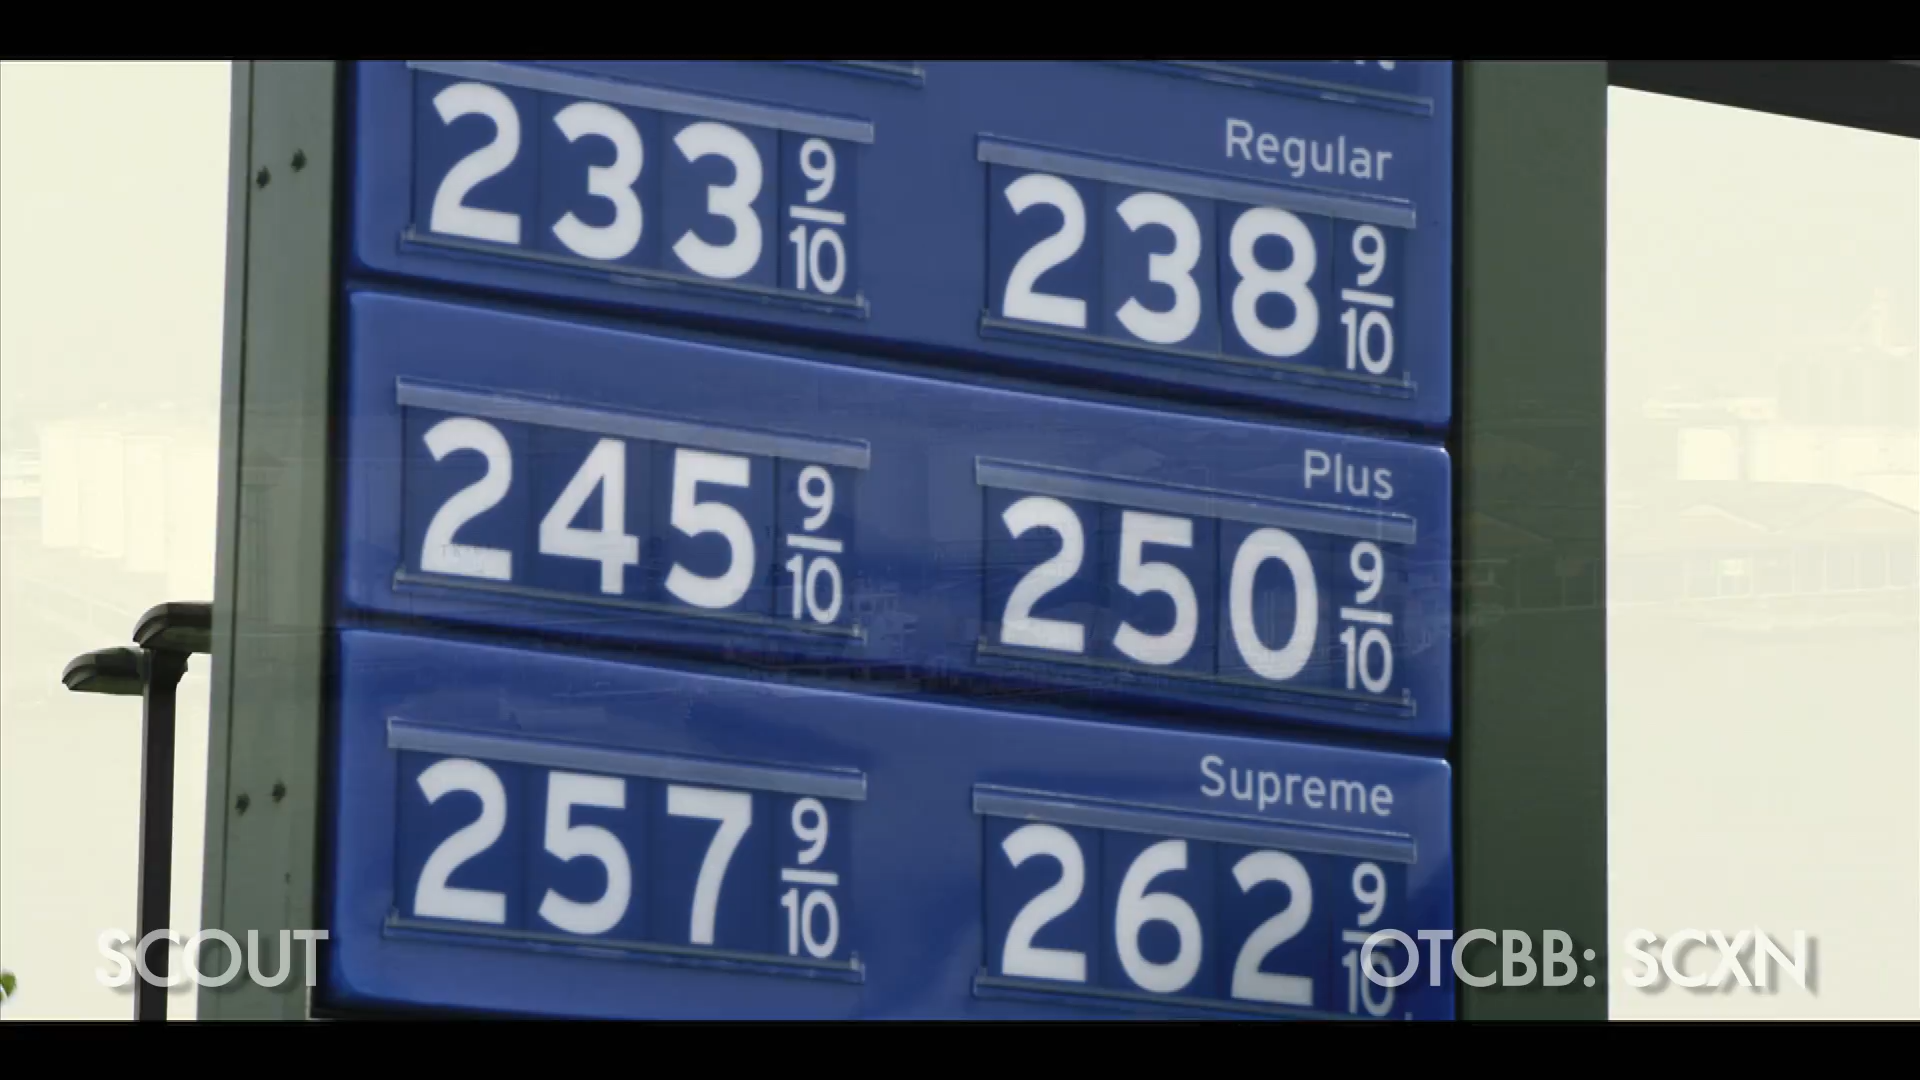 Regular
233 9/10 238 9/10
Plus
245 9/10 250 9/10
Supreme
257 9/10 262 9/10
SCOUT OTCBB: SCXN